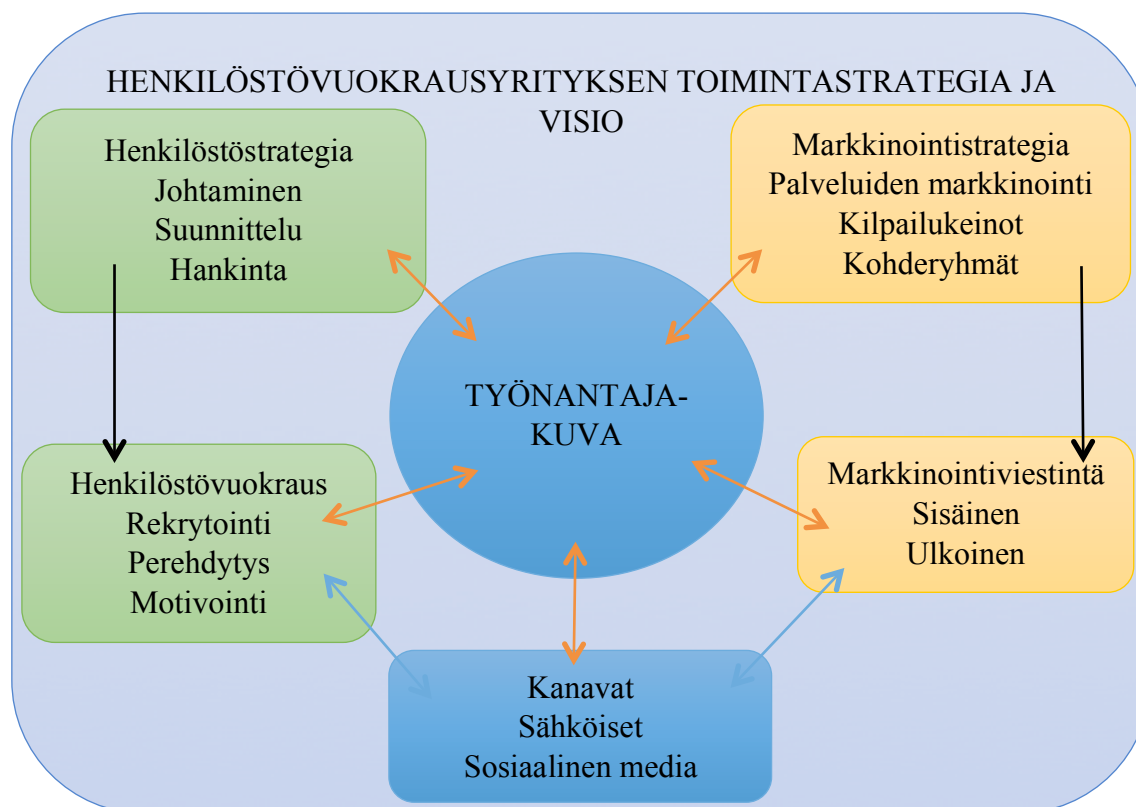 HENKILÖSTÖVUOKRAUSYRITYKSEN TOIMINTASTRATEGIA JA
VISIO
Henkilöstöstrategia
Johtaminen
Suunnittelu
Hankinta
Markkinointistrategia
Palveluiden markkinointi
Kilpailukeinot
Kohderyhmät
TYÖNANTAJA-
KUVA
Henkilöstövuokraus
Rekrytointi
Perehdytys
Motivointi
Markkinointiviestintä
Sisäinen
Ulkoinen
Kanavat
Sähköiset
Sosiaalinen media